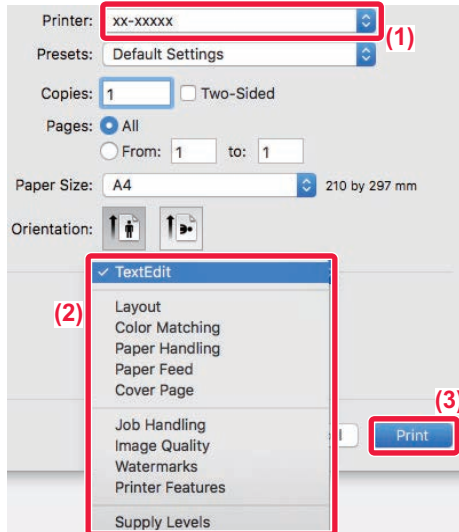 Printer: xx-xxxxx
(1)
Presets: Default Settings
Copies: 1 Two-Sided
Pages: All
From: 1 to: 1
Paper Size: A4 210 by 297 mm
Orientation:
✓ TextEdit
(2)
Layout
Color Matching
Paper Handling
Paper Feed
Cover Page
Job Handling
Image Quality
Watermarks
Printer Features
Supply Levels
(3)
Print